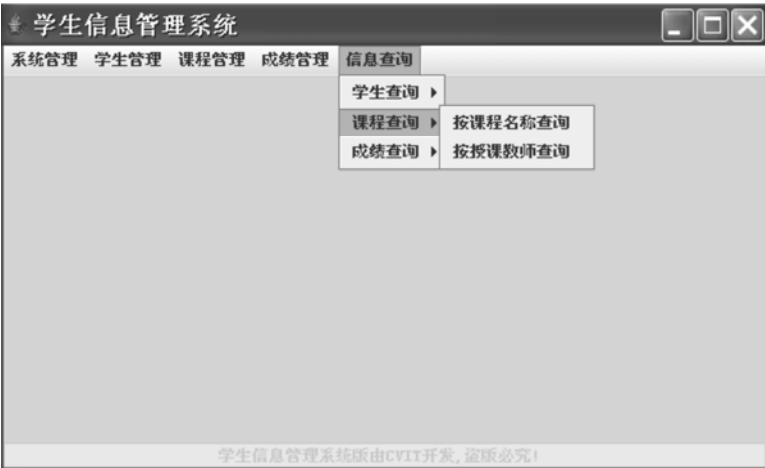 学生信息管理系统
系统管理 学生管理 课程管理 成绩管理 信息查询
学生查询
课程查询 按课程名称查询
成绩查询 按授课教师查询
学生信息管理系统版由CVIT开发,盗版必究!